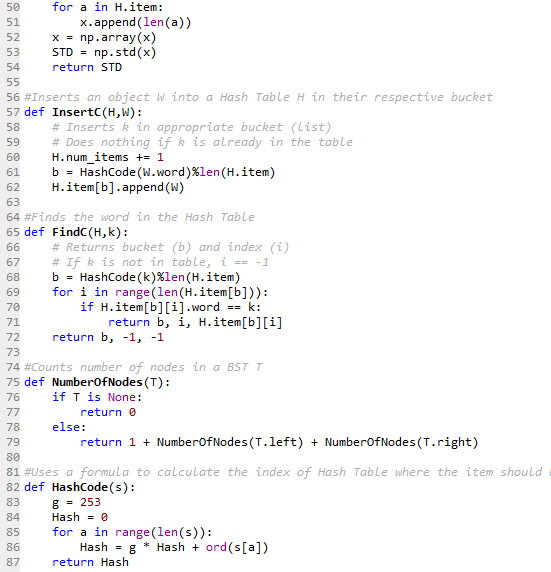 50     for a in H.item:
51         x.append(len(a))
52     x = np.array(x)
53     STD = np.std(x)
54     return STD
55
56 #Inserts an object W into a Hash Table H in their respective bucket
57 def InsertC(H,W):
58     # Inserts k in appropriate bucket (list)
59     # Does nothing if k is already in the table
60     H.num_items += 1
61     b = HashCode(W.word)%len(H.item)
62     H.item[b].append(W)
63
64 #Finds the word in the Hash Table
65 def FindC(H,k):
66     # Returns bucket (b) and index (i)
67     # If k is not in table, i == -1
68     b = HashCode(k)%len(H.item)
69     for i in range(len(H.item[b])):
70         if H.item[b][i].word == k:
71             return b, i, H.item[b][i]
72     return b, -1, -1
73
74 #Counts number of nodes in a BST T
75 def NumberOfNodes(T):
76     if T is None:
77         return 0
78     else:
79         return 1 + NumberOfNodes(T.left) + NumberOfNodes(T.right)
80
81 #Uses a formula to calculate the index of Hash Table where the item should
82 def HashCode(s):
83     g = 253
84     Hash = 0
85     for a in range(len(s)):
86         Hash = g * Hash + ord(s[a])
87     return Hash